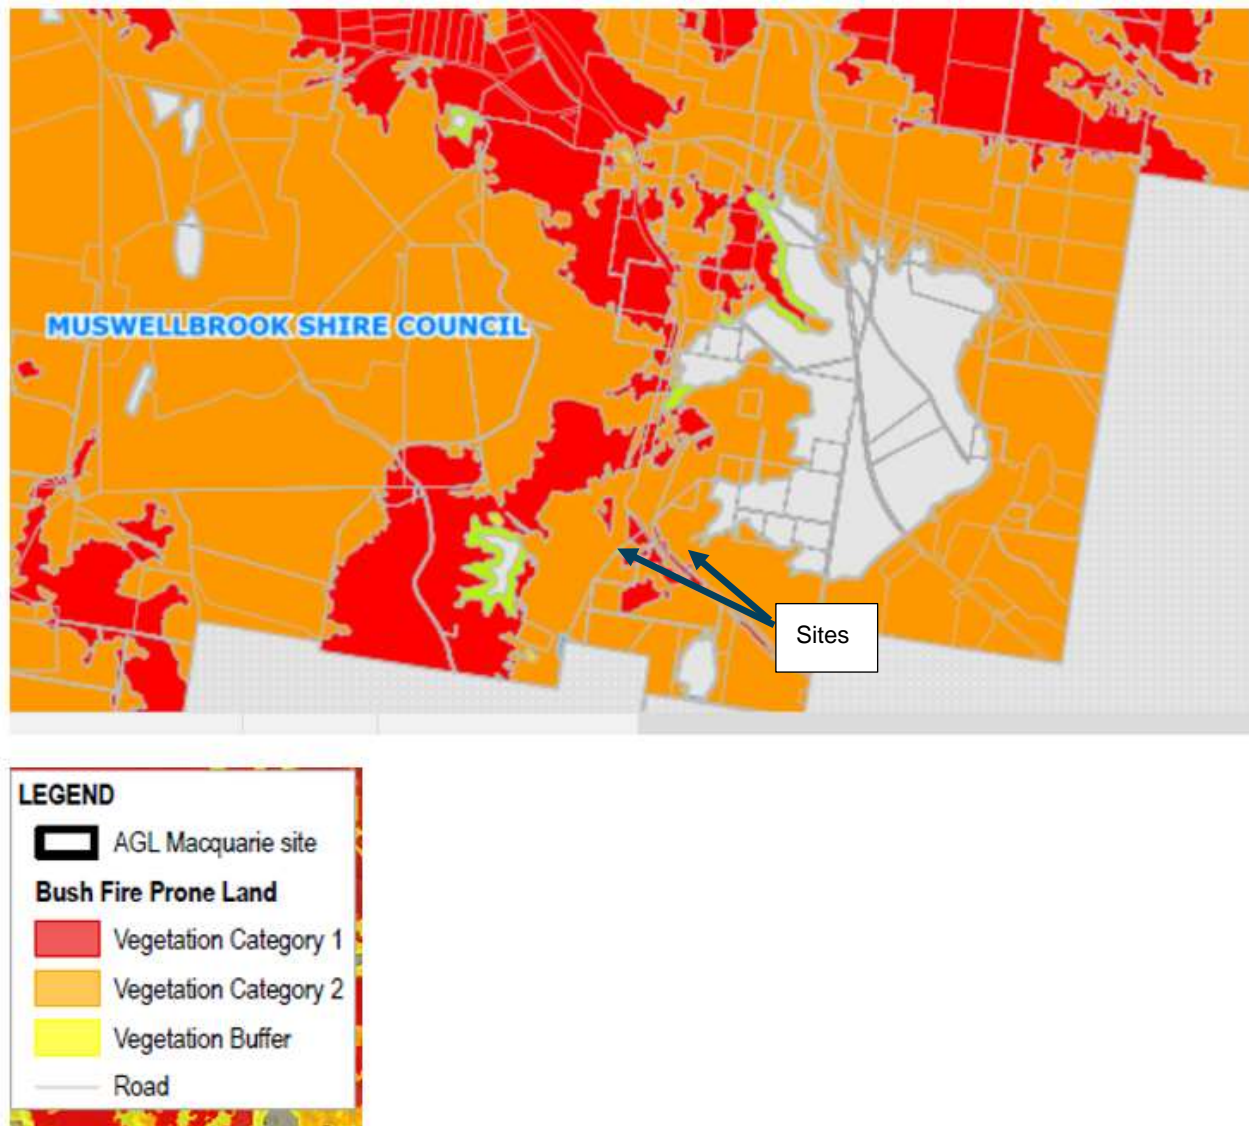 MUSWELLBROOK SHIRE COUNCIL
Sites
LEGEND
AGL Macquarie site
Bush Fire Prone Land
Vegetation Category 1
Vegetation Category 2
Vegetation Buffer
Road